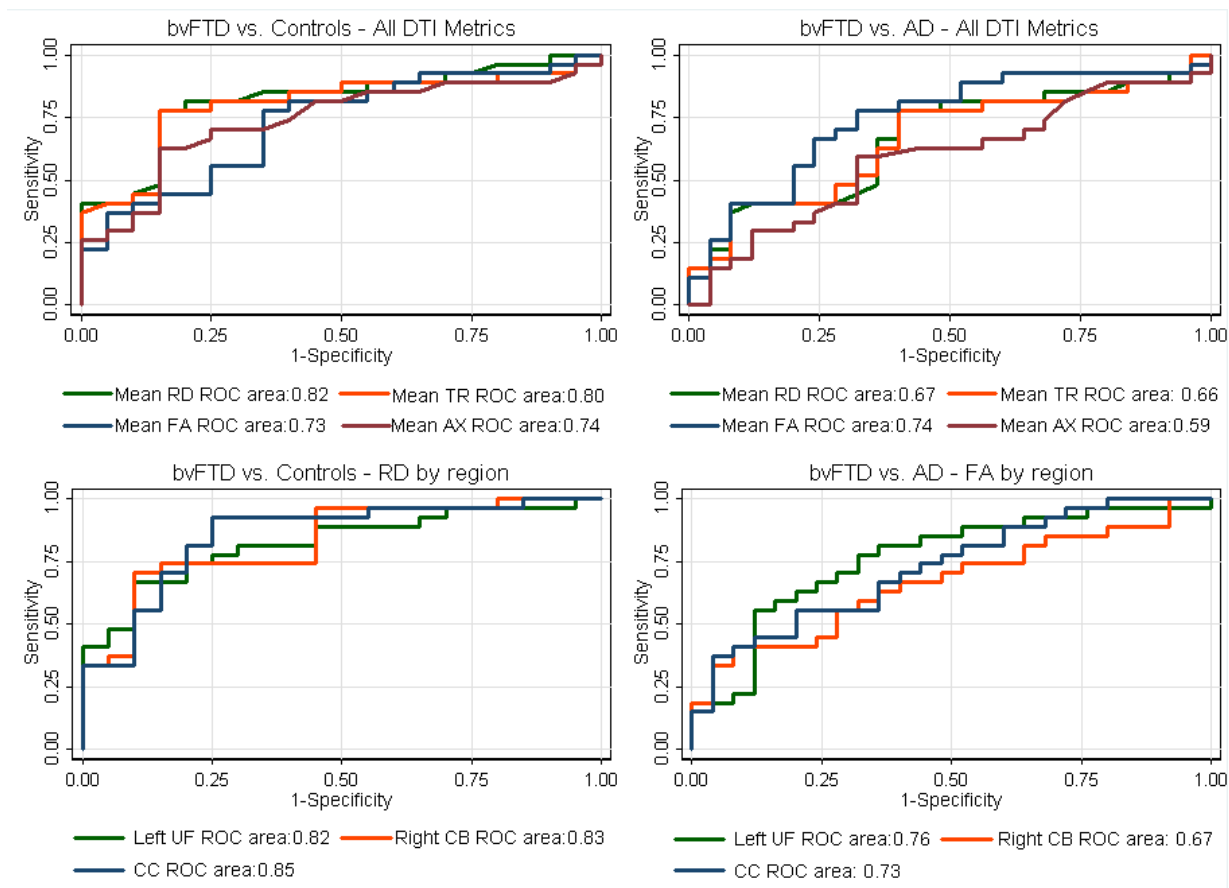 bvFTD vs. Controls - All DTI Metrics
Sensitivity
0.00 0.25 0.50 0.75 1.00
0.00 0.25 0.50 0.75 1.00
1-Specificity
Mean RD ROC area:0.82 Mean TR ROC area:0.80
Mean FA ROC area:0.73 Mean AX ROC area:0.74
bvFTD vs. AD - All DTI Metrics
Sensitivity
0.00 0.25 0.50 0.75 1.00
0.00 0.25 0.50 0.75 1.00
1-Specificity
Mean RD ROC area:0.67 Mean TR ROC area: 0.66
Mean FA ROC area:0.74 Mean AX ROC area:0.59
bvFTD vs. Controls - RD by region
Sensitivity
0.00 0.25 0.50 0.75 1.00
0.00 0.25 0.50 0.75 1.00
1-Specificity
Left UF ROC area:0.82 Right CB ROC area:0.83
CC ROC area:0.85
bvFTD vs. AD - FA by region
Sensitivity
0.00 0.25 0.50 0.75 1.00
0.00 0.25 0.50 0.75 1.00
1-Specificity
Left UF ROC area:0.76 Right CB ROC area: 0.67
CC ROC area: 0.73